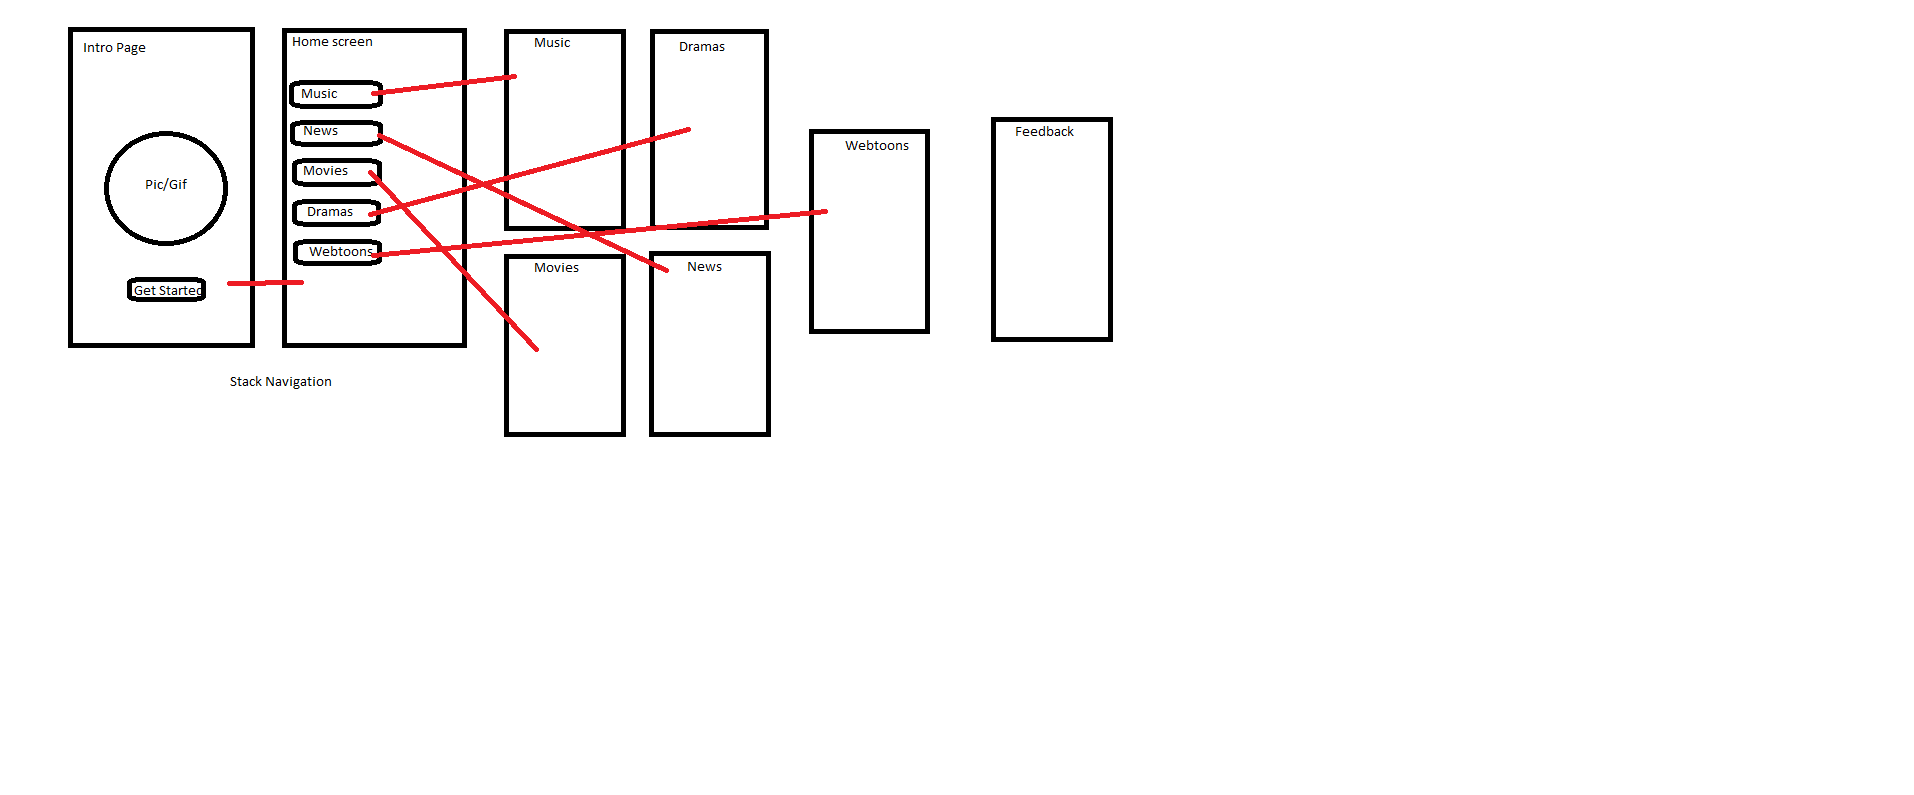 Intro Page
Pic/Gif
Get Started
Home screen
Music
News
Movies
Dramas
Webtoons
Stack Navigation
Music
Dramas
Movies
News
Webtoons
Feedback